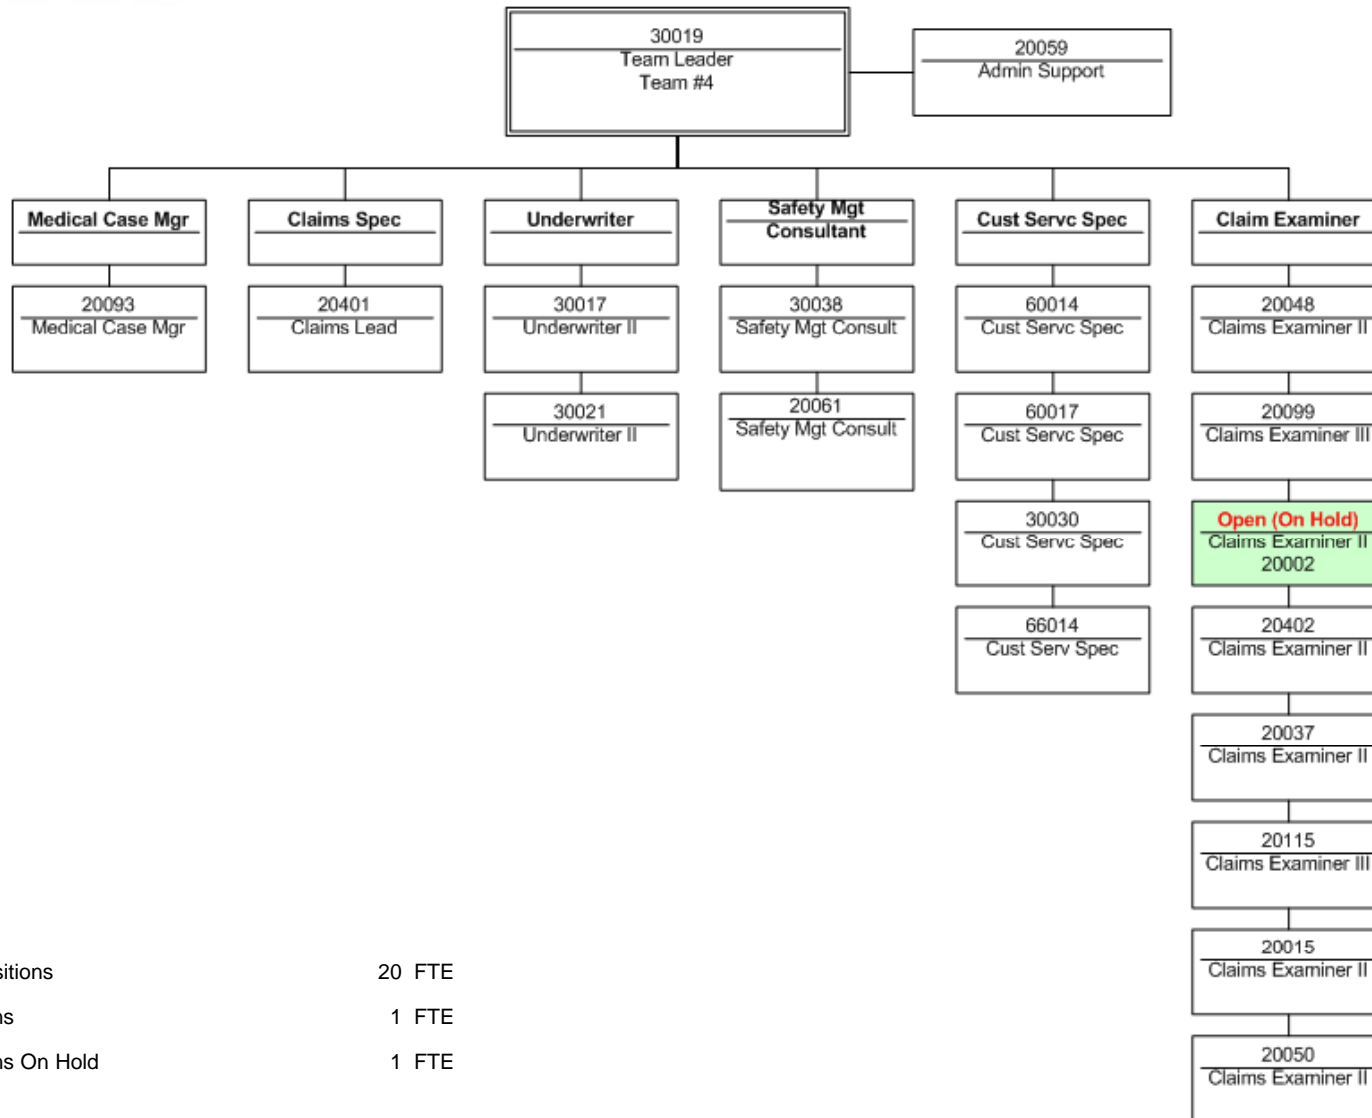 30019
Team Leader
Team #4
20059
Admin Support
Medical Case Mgr
20093
Medical Case Mgr
Claims Spec
20401
Claims Lead
Underwriter
30017
Underwriter II
30021
Underwriter II
Safety Mgt
Consultant
30038
Safety Mgt Consult
20061
Safety Mgt Consult
Cust Servc Spec
60014
Cust Servc Spec
60017
Cust Servc Spec
30030
Cust Servc Spec
66014
Cust Serv Spec
Claim Examiner
20048
Claims Examiner II
20099
Claims Examiner III
Open (On Hold)
Claims Examiner II
20002
20402
Claims Examiner II
20037
Claims Examiner II
20115
Claims Examiner III
20015
Claims Examiner II
20050
Claims Examiner II
20 FTE
1 FTE
On Hold 1 FTE